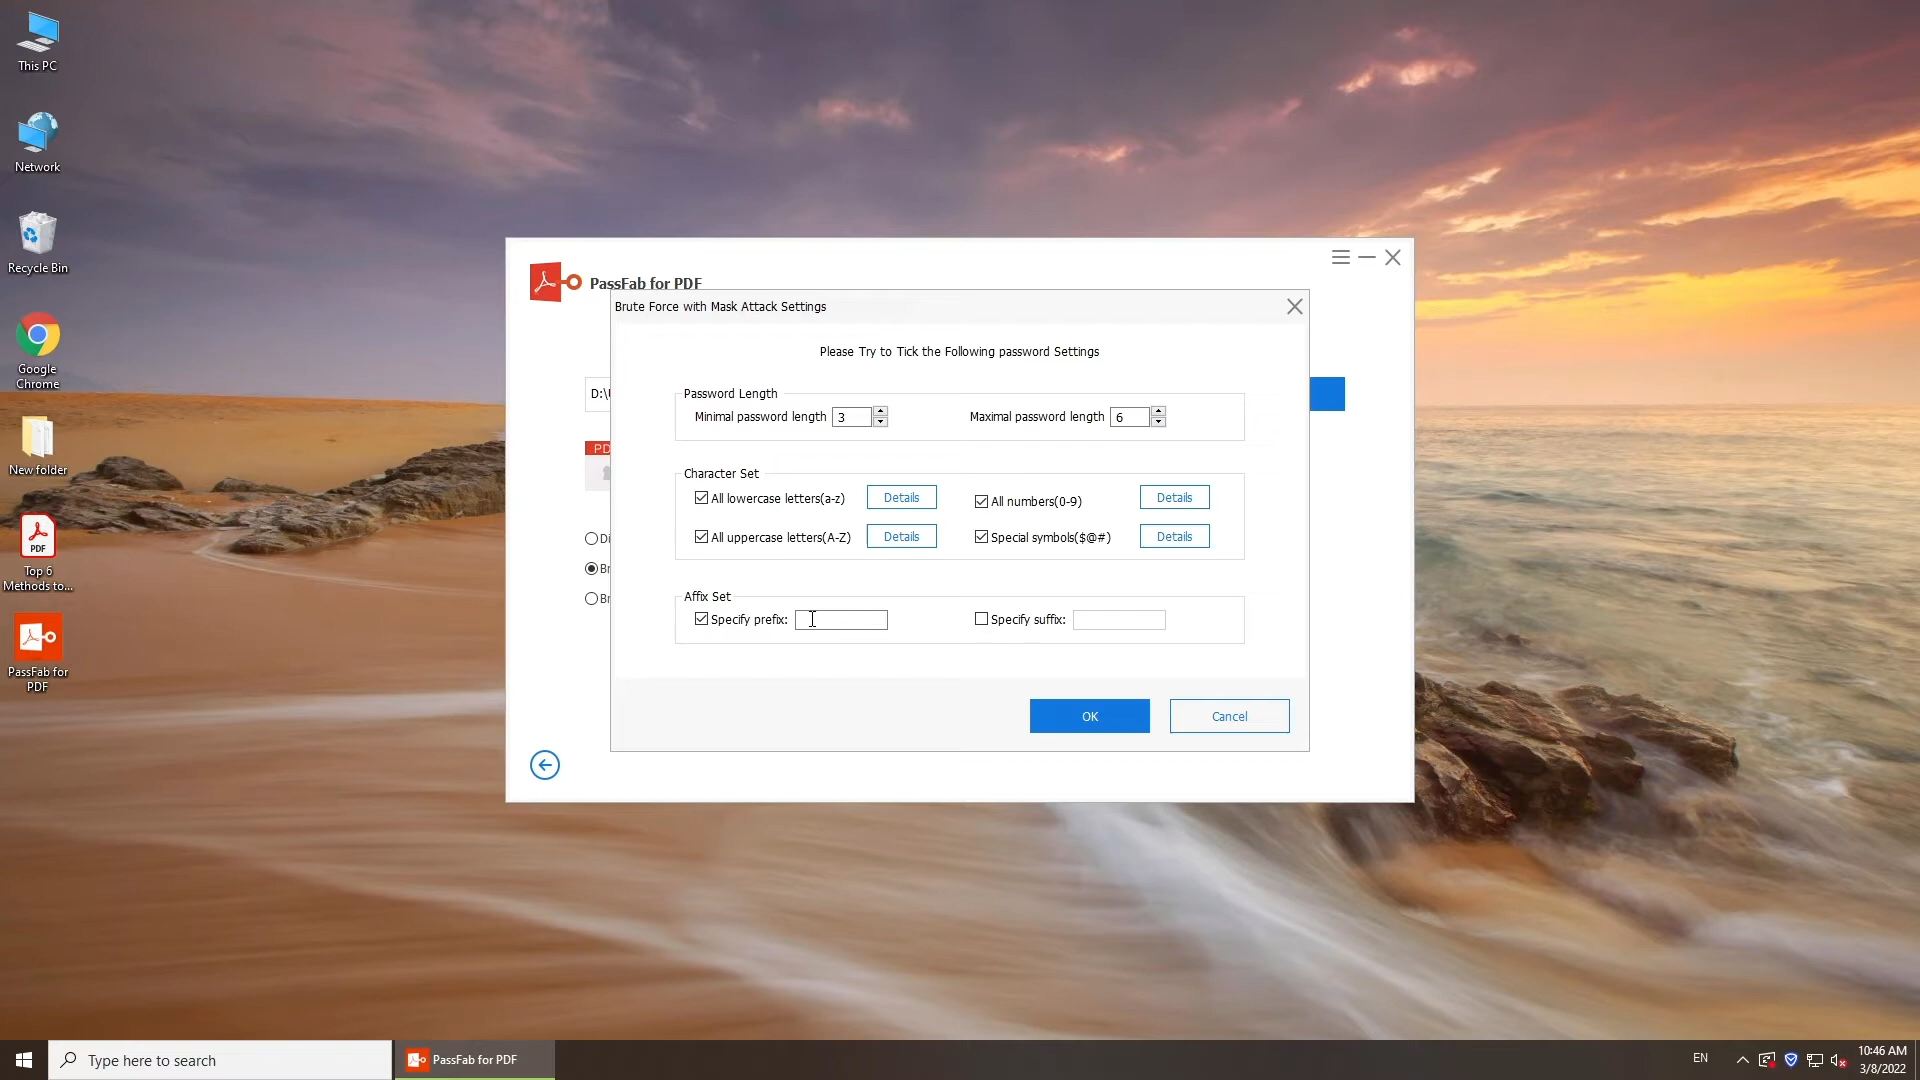 This PC
Network
Recycle Bin
Google
Chrome
New folder
PDF
Top 6
Methods to...
PassFab for
PDF
PassFab for PDF
Brute Force with Mask Attack Settings
Please Try to Tick the Following password Settings
D:\
Password Length
Minimal password length 3
Maximal password length 6
PD
Character Set
All lowercase letters(a-z) Details
All numbers(0-9) Details
All uppercase letters(A-Z) Details
Special symbols($@#) Details
Di
Br
Br
Affix Set
Specify prefix:
Specify suffix:
OK
Cancel
Type here to search
PassFab for PDF
EN
10:46 AM
3/8/2022